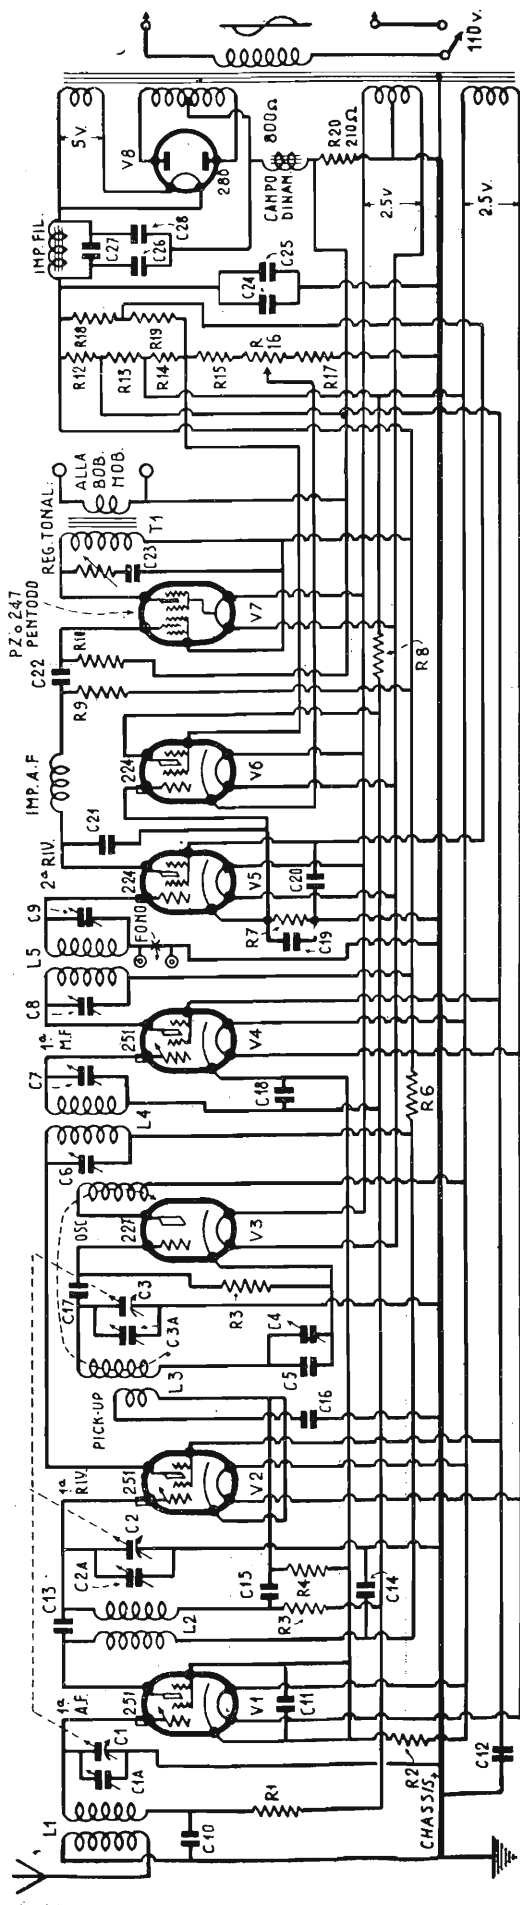 L1
C1A
C1
1ª A.F.
251
V1
C10
R1
C11
R2
CHASSIS
C12
C13
L2
C2A
C2
1ª RIV.
251
V2
R3
R4
C15
C14
PICK-UP
C16
L3
C3A
C3
C17
C5
C4
R3
OSC
227
V3
C6
L4
C7
1ª M.F.
251
V4
C18
R6
C8
L5
C9
FONO
2ª RIV.
224
V5
R7
C19
C20
C21
IMP. A.F
224
V6
R9
R10
C22
R8
PZ o 247
PENTODO
V7
REG. TONAL.
C23
T1
ALLA
BOB.
MOB.
R12
R13
R14
R15
R 16
R17
R18
R19
IMP. FIL.
C27
C26
C28
C24
C25
5 V.
V8
280
CAMPO
DINAM.
800Ω
R20
210Ω
2.5 V.
2.5 V.
110 v.